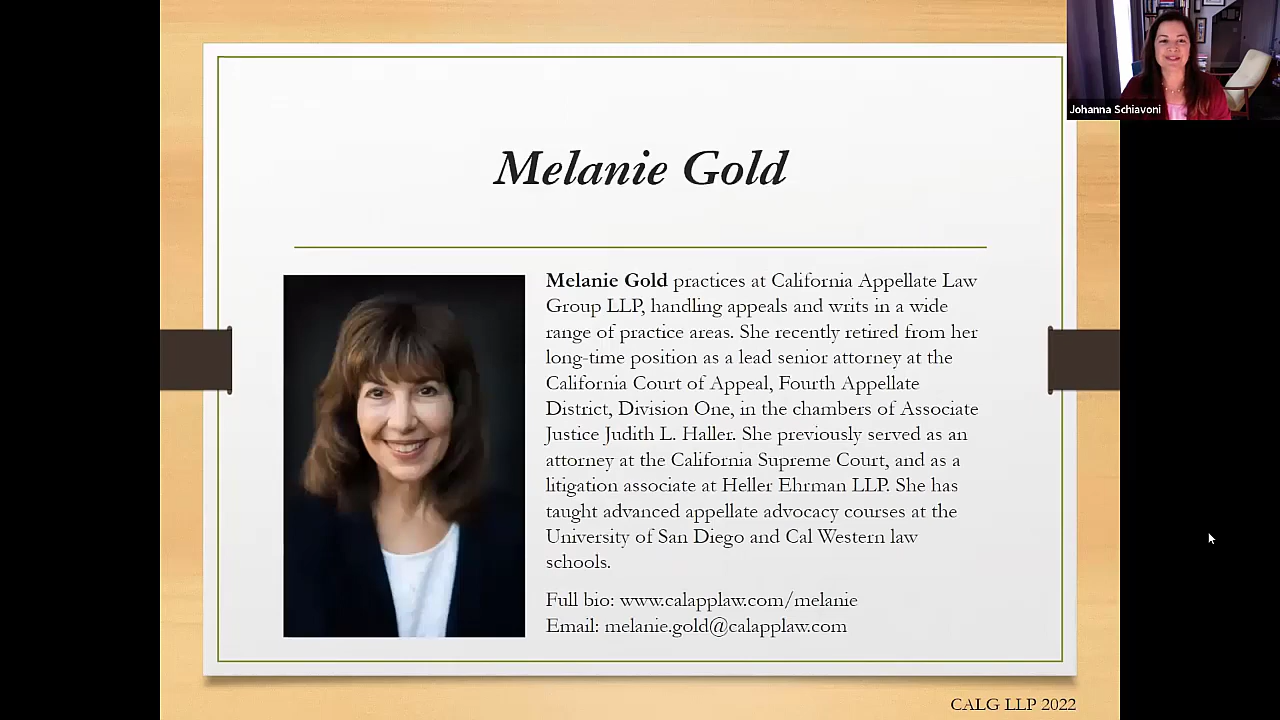 Johanna Schiavoni
Melanie Gold
Melanie Gold practices at California Appellate Law
Group LLP, handling appeals and writs in a wide
range of practice areas. She recently retired from her
long-time position as a lead senior attorney at the
California Court of Appeal, Fourth Appellate
District, Division One, in the chambers of Associate
Justice Judith L. Haller. She previously served as an
attorney at the California Supreme Court, and as a
litigation associate at Heller Ehrman LLP. She has
taught advanced appellate advocacy courses at the
University of San Diego and Cal Western law
schools.
Full bio: www.calapplaw.com/melanie
Email: melanie.gold@calapplaw.com
CALG LLP 2022